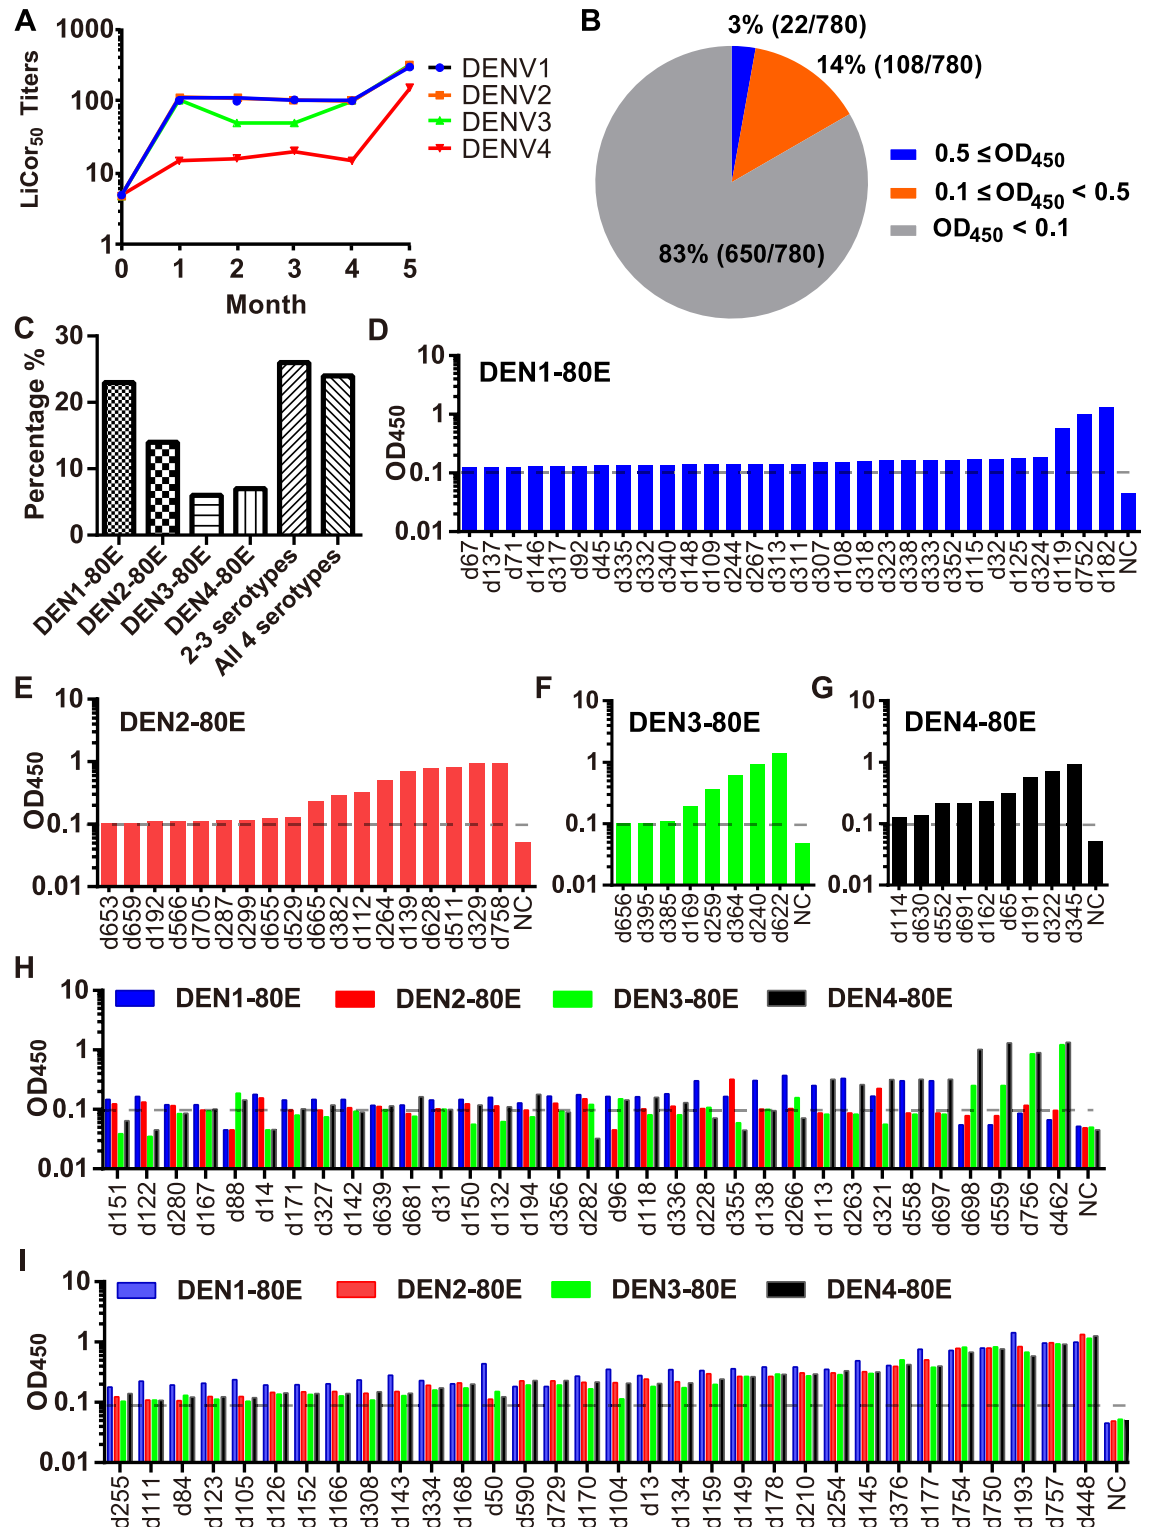 A
1000
100
10
1
LiCor50 Titers
0 1 2 3 4 5
Month
DENV1
DENV2
DENV3
DENV4
B
3% (22/780)
14% (108/780)
83% (650/780)
0.5 ≤OD450
0.1 ≤OD450 < 0.5
OD450 < 0.1
C
30
20
10
0
Percentage %
DEN1-80E
DEN2-80E
DEN3-80E
DEN4-80E
2-3 serotypes
All 4 serotypes
D
DEN1-80E
10
1
0.1
0.01
OD450
d67 d137 d71 d146 d317 d92 d45 d335 d332 d340 d148 d109 d244 d267 d313 d311 d307 d108 d318 d323 d338 d333 d352 d115 d32 d125 d324 d119 d752 d182 NC
E
DEN2-80E
10
1
0.1
0.01
OD450
d653 d659 d192 d566 d705 d287 d299 d655 d529 d665 d382 d112 d264 d139 d628 d511 d329 d758 NC
F
DEN3-80E
10
1
0.1
0.01
d656 d395 d385 d169 d259 d364 d240 d622 NC
G
DEN4-80E
10
1
0.1
0.01
d114 d630 d552 d691 d162 d65 d191 d322 d345 NC
H
DEN1-80E DEN2-80E DEN3-80E DEN4-80E
10
1
0.1
0.01
OD450
d151 d122 d280 d167 d88 d14 d171 d327 d142 d639 d681 d31 d150 d132 d194 d356 d282 d96 d118 d336 d228 d355 d138 d266 d113 d263 d321 d558 d697 d698 d559 d756 d462 NC
I
DEN1-80E DEN2-80E DEN3-80E DEN4-80E
10
1
0.1
0.01
OD450
d255 d111 d84 d123 d105 d126 d152 d166 d308 d143 d334 d168 d50 d590 d729 d170 d104 d13 d134 d159 d149 d178 d210 d254 d145 d376 d177 d754 d750 d193 d757 d448 NC